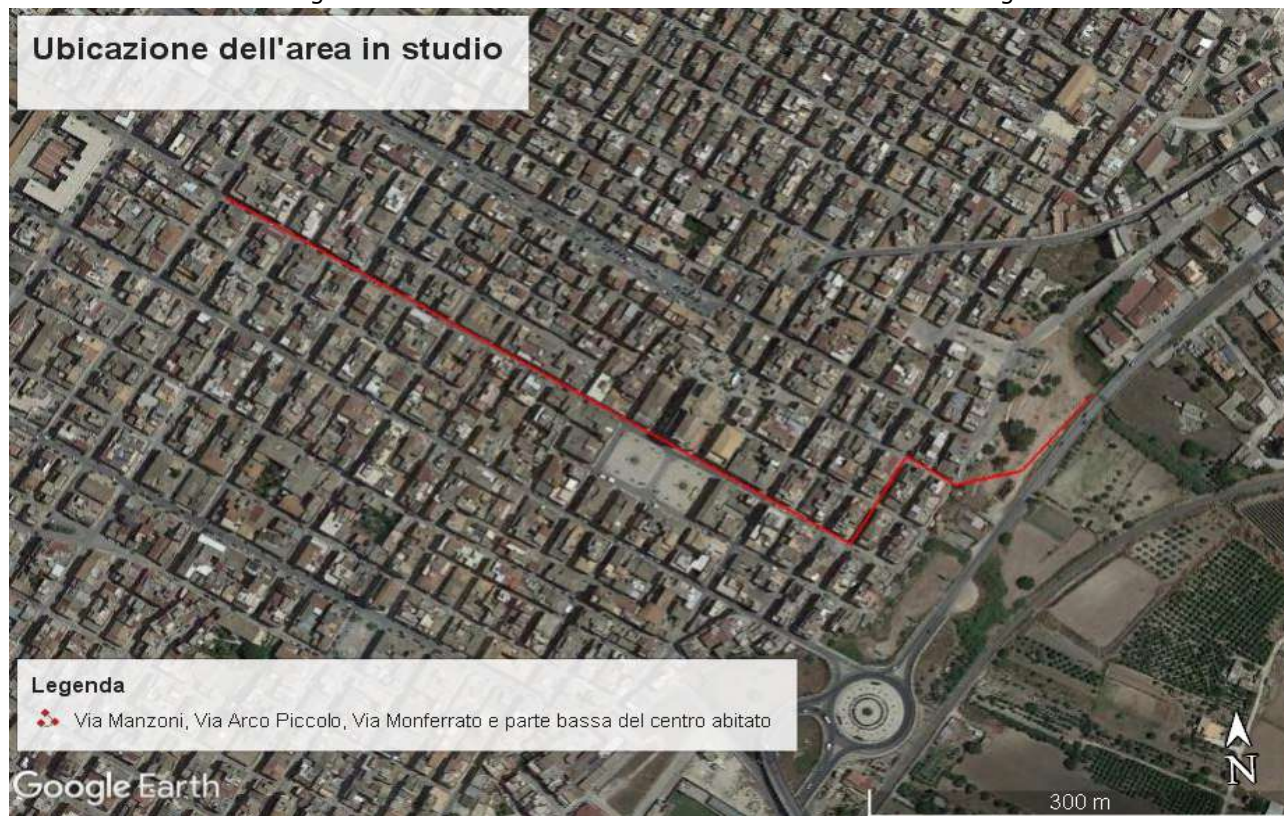 Ubicazione dell'area in studio
Legenda
Via Manzoni, Via Arco Piccolo, Via Monferrato e parte bassa del centro abitato
Google Earth
N
300 m